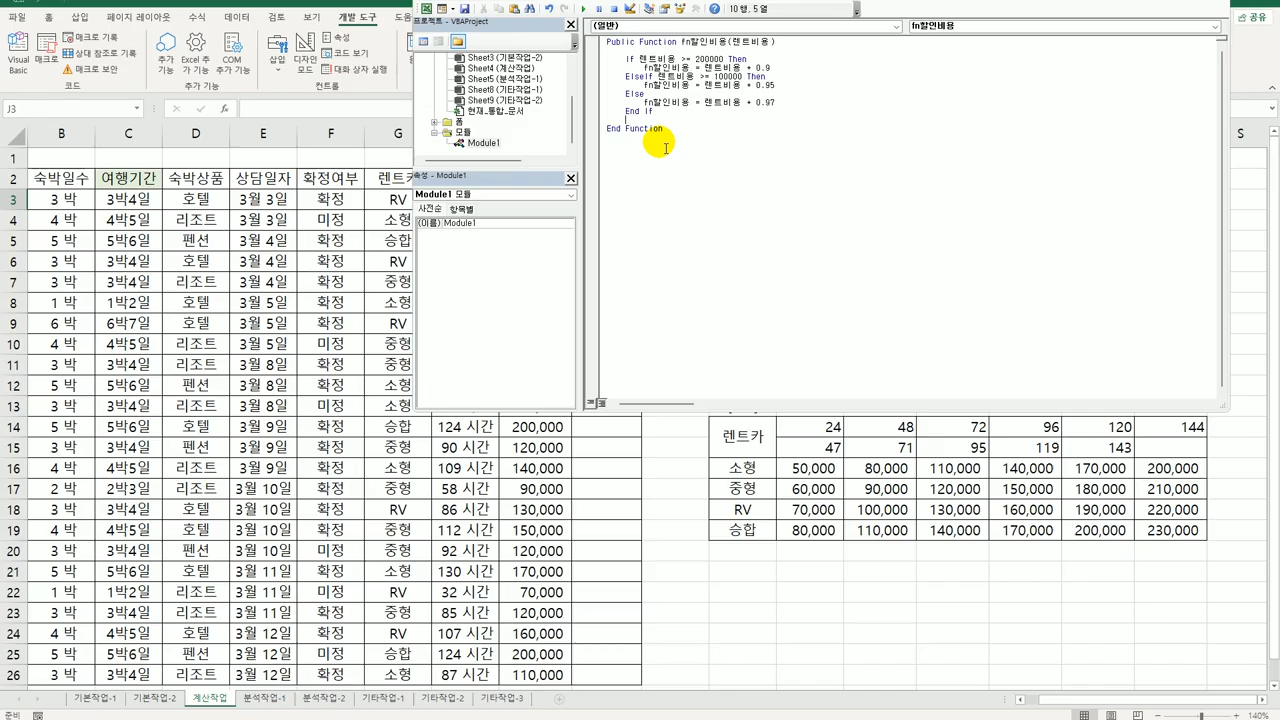 파일
홈
삽입
페이지 레이아웃
수식
데이터
검토
보기
개발 도구
공유
Visual Basic
매크로
매크로 기록
상대 참조로 기록
매크로 보안
추가 기능
Excel 추가 기능
COM 추가 기능
삽입
디자인 모드
속성
코드 보기
대화 상자 실행
코드
추가 기능
컨트롤
10 행, 5 열
프로젝트 - VBAProject
Sheet3 (기본작업-2)
Sheet4 (계산작업)
Sheet5 (분석작업-1)
Sheet8 (기타작업-1)
Sheet9 (기타작업-2)
현재_통합_문서
폼
모듈
Module1
속성 - Module1
Module1 모듈
사전순 항목별
(이름) Module1
(일반) fn할인비용
Public Function fn할인비용(렌트비용)
If 렌트비용 >= 200000 Then
fn할인비용 = 렌트비용 * 0.9
ElseIf 렌트비용 >= 100000 Then
fn할인비용 = 렌트비용 * 0.95
Else
fn할인비용 = 렌트비용 * 0.97
End If
End Function
J3
B C D E F G S
1
2 숙박일수 여행기간 숙박상품 상담일자 확정여부 렌트카
3 3 박 3박4일 호텔 3월 3일 확정 RV
4 4 박 4박5일 리조트 3월 3일 미정 소형
5 5 박 5박6일 펜션 3월 4일 확정 승합
6 3 박 3박4일 호텔 3월 4일 확정 RV
7 3 박 3박4일 리조트 3월 4일 확정 중형
8 1 박 1박2일 호텔 3월 5일 확정 소형
9 6 박 6박7일 호텔 3월 5일 확정 RV
10 4 박 4박5일 리조트 3월 5일 미정 중형
11 3 박 3박4일 호텔 3월 8일 확정 중형
12 5 박 5박6일 펜션 3월 8일 확정 소형
13 3 박 3박4일 리조트 3월 8일 미정 소형
14 5 박 5박6일 호텔 3월 9일 확정 승합 124 시간 200,000
15 3 박 3박4일 펜션 3월 9일 확정 중형 90 시간 120,000
16 4 박 4박5일 리조트 3월 9일 확정 소형 109 시간 140,000
17 2 박 2박3일 리조트 3월 10일 확정 중형 58 시간 90,000
18 3 박 3박4일 호텔 3월 10일 확정 RV 86 시간 130,000
19 4 박 4박5일 호텔 3월 10일 확정 중형 112 시간 150,000
20 3 박 3박4일 펜션 3월 10일 미정 중형 92 시간 120,000
21 5 박 5박6일 호텔 3월 11일 확정 소형 130 시간 170,000
22 1 박 1박2일 리조트 3월 11일 미정 RV 32 시간 70,000
23 3 박 3박4일 리조트 3월 12일 확정 중형 85 시간 120,000
24 4 박 4박5일 호텔 3월 12일 확정 RV 107 시간 160,000
25 5 박 5박6일 펜션 3월 12일 미정 승합 124 시간 200,000
26 3 박 3박4일 리조트 3월 12일 확정 소형 87 시간 110,000
렌트카 24 48 72 96 120 144
47 71 95 119 143
소형 50,000 80,000 110,000 140,000 170,000 200,000
중형 60,000 90,000 120,000 150,000 180,000 210,000
RV 70,000 100,000 130,000 160,000 190,000 220,000
승합 80,000 110,000 140,000 170,000 200,000 230,000
기본작업-1 기본작업-2 계산작업 분석작업-1 분석작업-2 기타작업-1 기타작업-2 기타작업-3
준비
140%